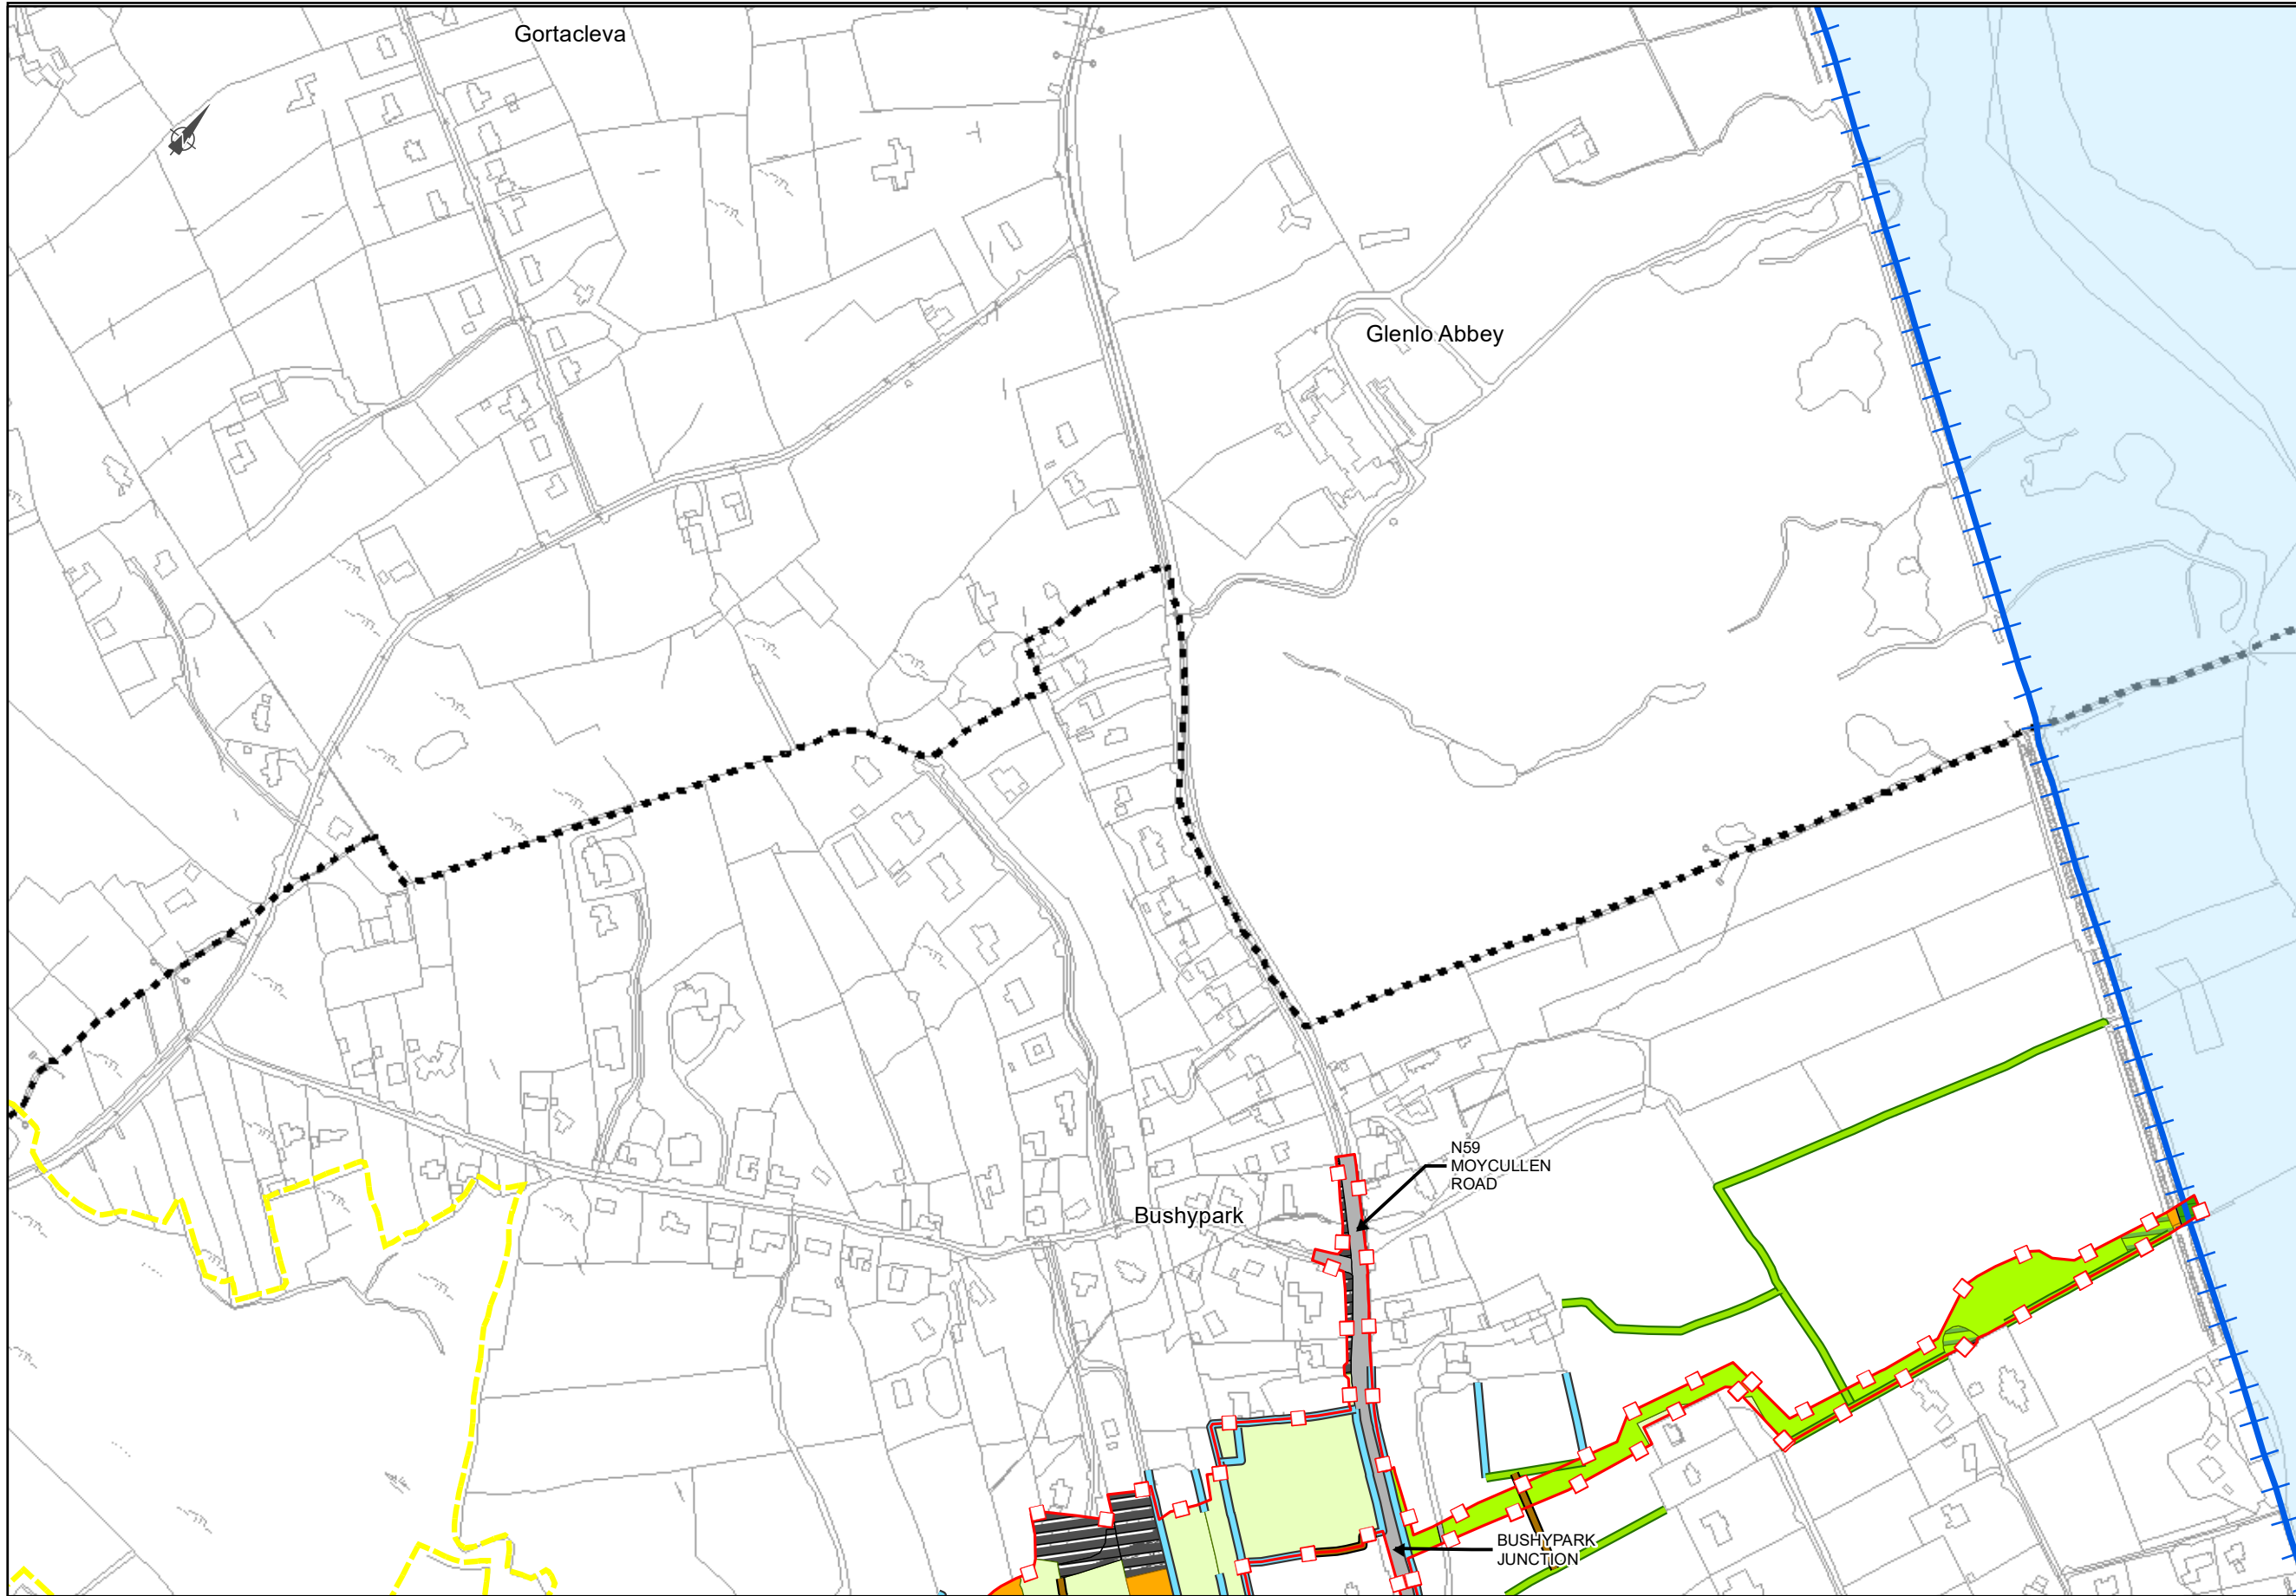 Gortacleva
Glenlo Abbey
N59
MOYCULLEN
ROAD
Bushypark
BUSHYPARK
JUNCTION